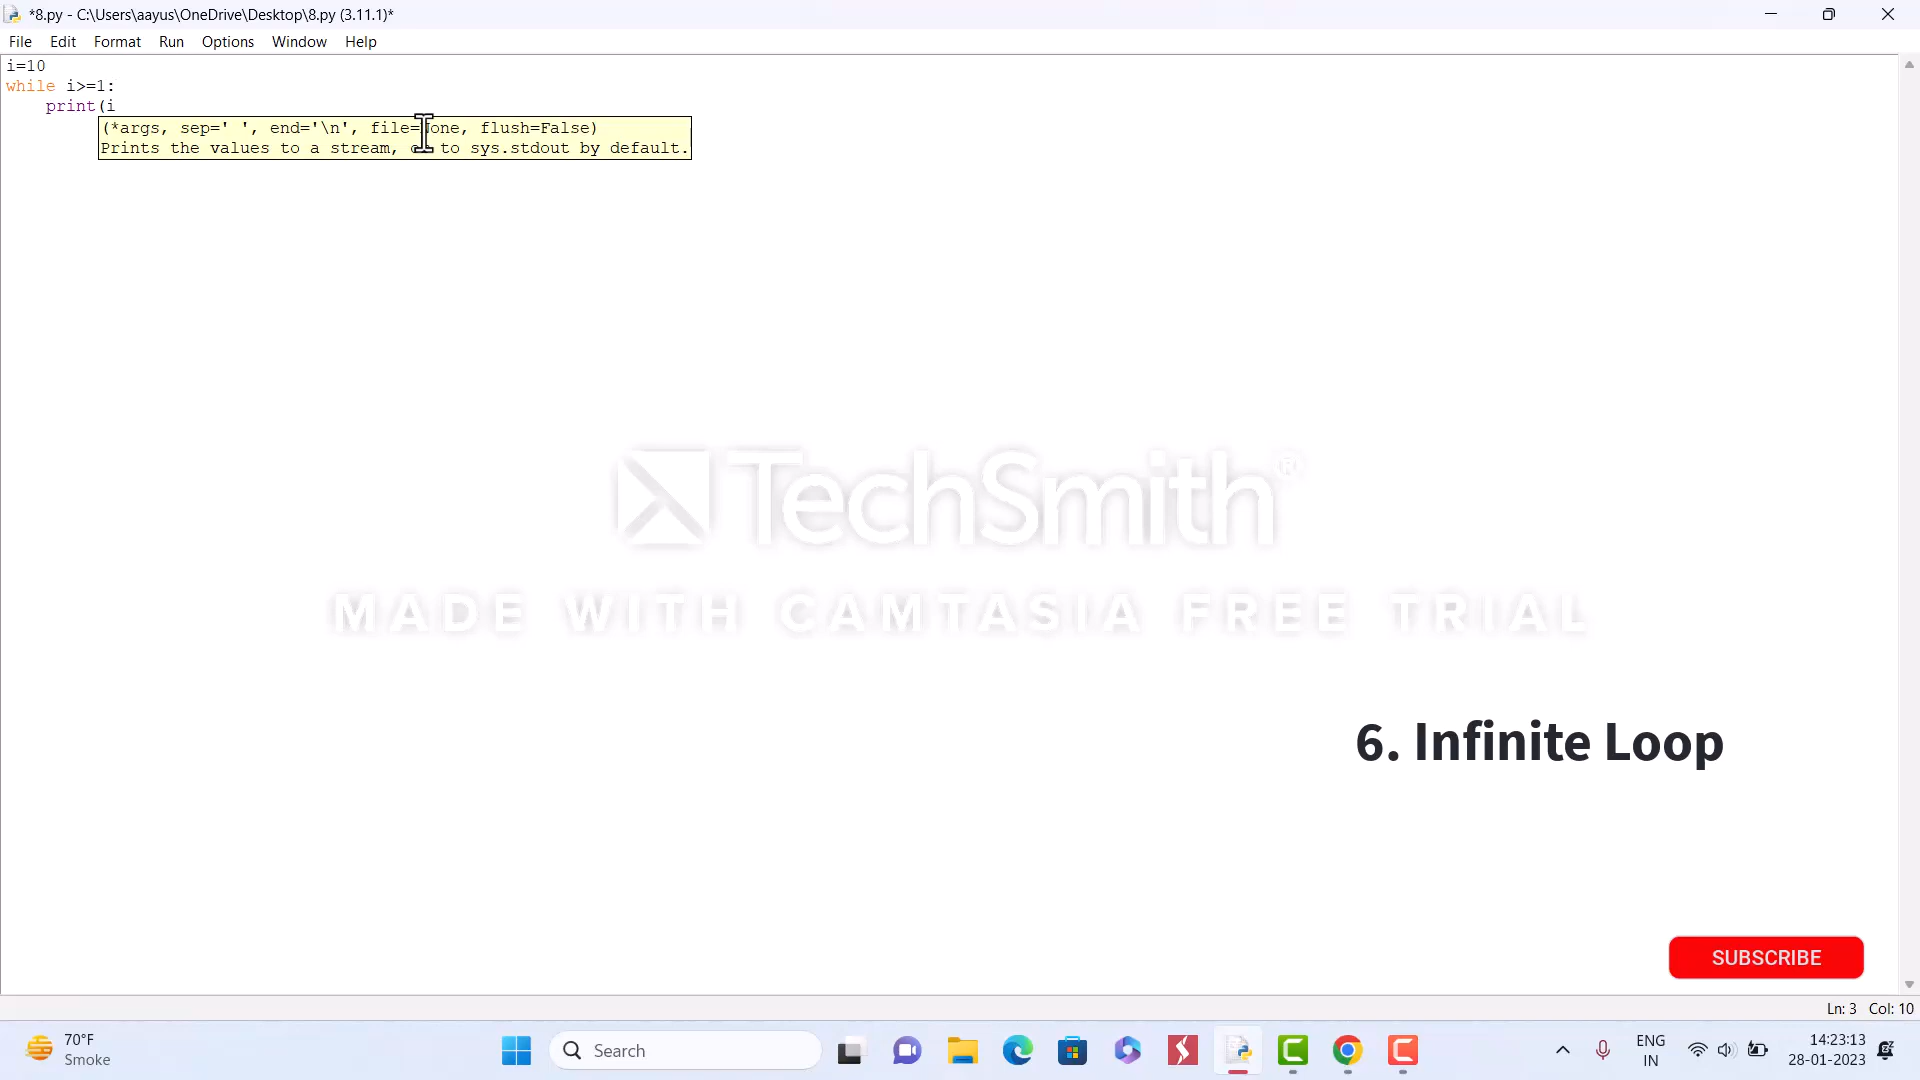 *8.py - C:\Users\aayus\OneDrive\Desktop\8.py (3.11.1)*
File Edit Format Run Options Window Help
i=10
while i>=1:
    print(i
(*args, sep=' ', end='\n', file=None, flush=False)
Prints the values to a stream, or to sys.stdout by default.
TechSmith®
MADE WITH CAMTASIA FREE TRIAL
6. Infinite Loop
SUBSCRIBE
Ln: 3 Col: 10
70°F
Smoke
Search
ENG
IN
14:23:13
28-01-2023